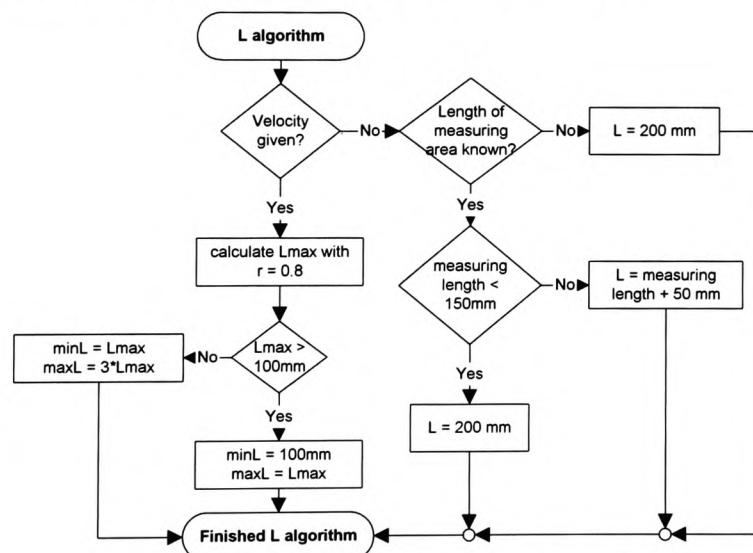 L algorithm
Velocity
given?
No
Length of
measuring
area known?
No
L = 200 mm
Yes
Yes
calculate Lmax with
r = 0.8
measuring
length <
150mm
No
L = measuring
length + 50 mm
minL = Lmax
maxL = 3*Lmax
No
Lmax >
100mm
Yes
Yes
L = 200 mm
minL = 100mm
maxL = Lmax
Finished L algorithm